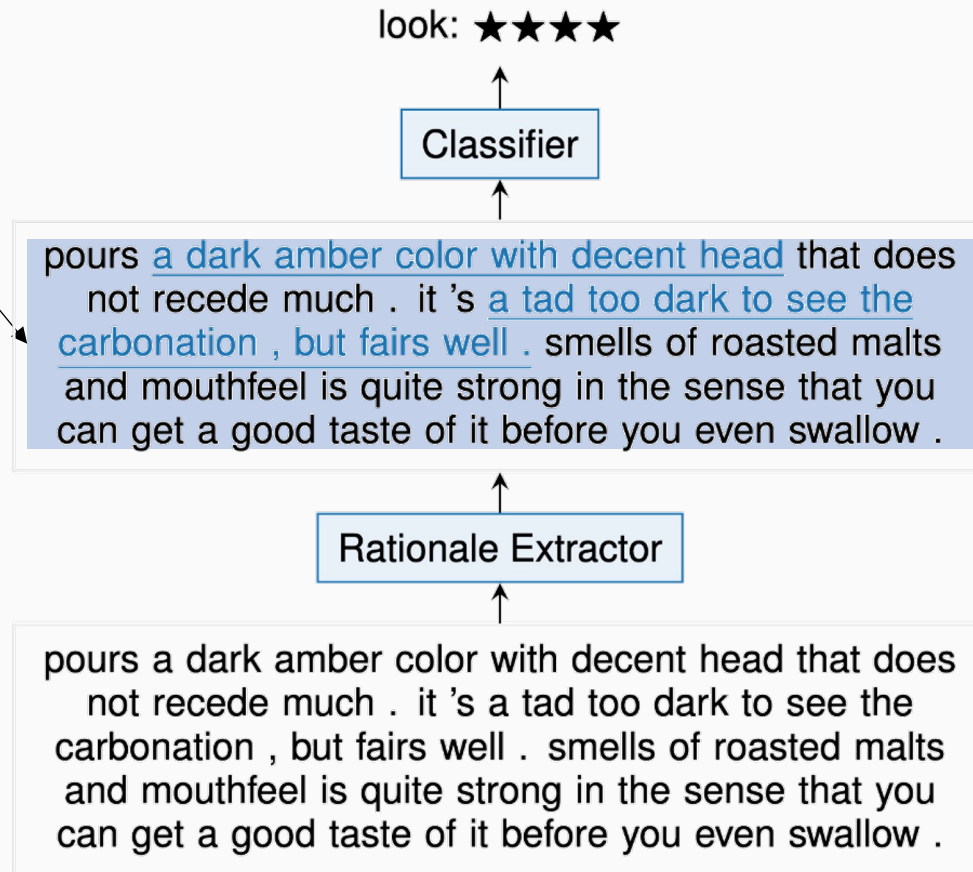 look: ★★★★
Classifier
pours a dark amber color with decent head that does
not recede much . it 's a tad too dark to see the
carbonation , but fairs well . smells of roasted malts
and mouthfeel is quite strong in the sense that you
can get a good taste of it before you even swallow .
Rationale Extractor
pours a dark amber color with decent head that does
not recede much . it 's a tad too dark to see the
carbonation , but fairs well . smells of roasted malts
and mouthfeel is quite strong in the sense that you
can get a good taste of it before you even swallow .